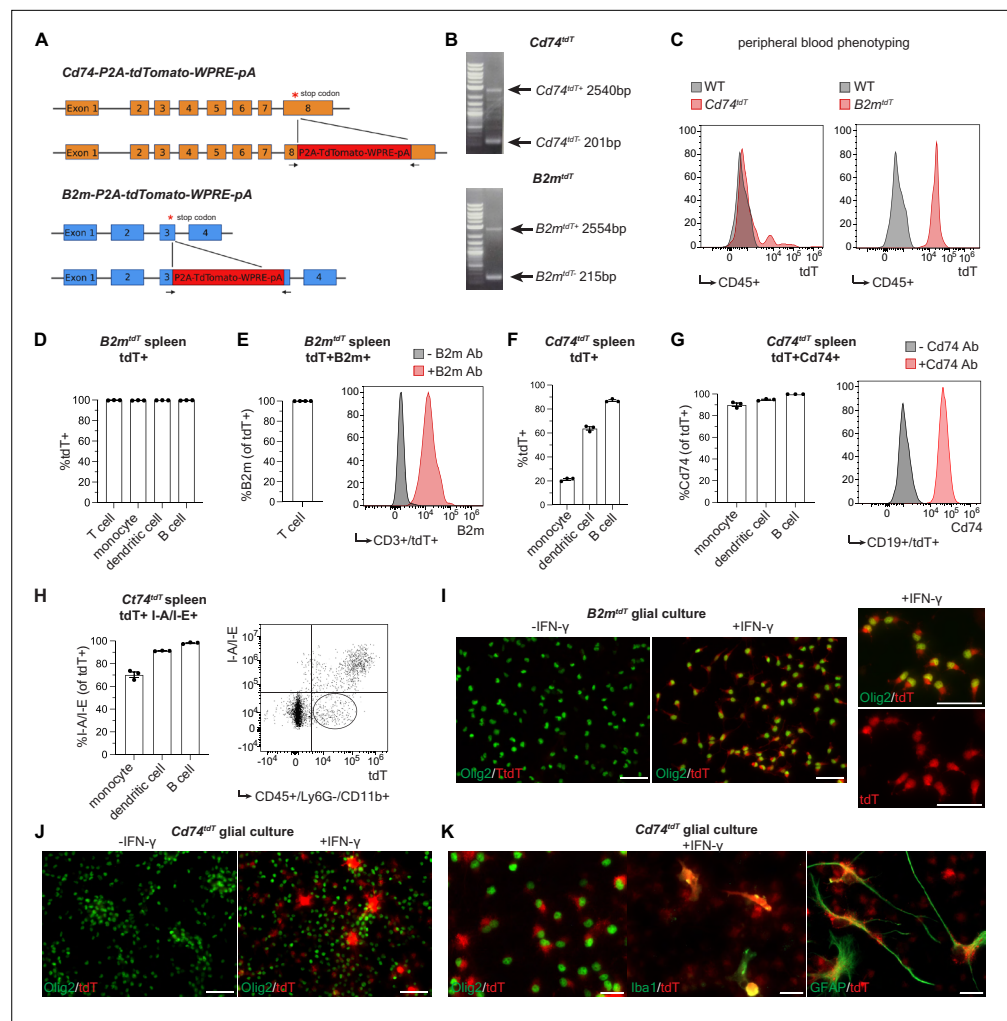 A
Cd74-P2A-tdTomato-WPRE-pA
* stop codon
Exon 1 2 3 4 5 6 7 8
Exon 1 2 3 4 5 6 7 8 P2A-TdTomato-WPRE-pA
B2m-P2A-tdTomato-WPRE-pA
* stop codon
Exon 1 2 3 4
Exon 1 2 3 P2A-TdTomato-WPRE-pA 4
B
Cd74tdT
Cd74tdT+ 2540bp
Cd74tdT- 201bp
B2mtdT
B2mtdT+ 2554bp
B2mtdT- 215bp
C
peripheral blood phenotyping
WT
Cd74tdT
100
80
60
40
20
0
0 10^4 10^5 10^6
tdT
CD45+
WT
B2mtdT
100
80
60
40
20
0
0 10^4 10^5 10^6
tdT
CD45+
D
B2mtdT spleen
tdT+
%tdT+
100
80
60
40
20
0
T cell
monocyte
dendritic cell
B cell
E
B2mtdT spleen
tdT+B2m+
%B2m (of tdT+)
100
80
60
40
20
0
T cell
- B2m Ab
+B2m Ab
100
80
60
40
20
0
0 10^4 10^5 10^6
B2m
CD3+/tdT+
F
Cd74tdT spleen
tdT+
%tdT+
100
80
60
40
20
0
monocyte
dendritic cell
B cell
G
Cd74tdT spleen
tdT+Cd74+
%Cd74 (of tdT+)
100
80
60
40
20
0
monocyte
dendritic cell
B cell
- Cd74 Ab
+Cd74 Ab
100
80
60
40
20
0
0 10^4 10^5 10^6
Cd74
CD19+/tdT+
H
Ct74tdT spleen
tdT+ I-A/I-E+
%I-A/I-E (of tdT+)
100
80
60
40
20
0
monocyte
dendritic cell
B cell
I-A/I-E
10^7
10^6
10^5
10^4
0
-10^4
-10^4 0 10^4 10^5 10^6
tdT
CD45+/Ly6G-/CD11b+
I
B2mtdT glial culture
-IFN-γ
Olig2/TtdT
+IFN-γ
Olig2/tdT
+IFN-γ
Olig2/tdT
tdT
J
Cd74tdT glial culture
-IFN-γ
Olig2/tdT
+IFN-γ
Olig2/tdT
K
Cd74tdT glial culture
+IFN-γ
Olig2/tdT
Iba1/tdT
GFAP/tdT